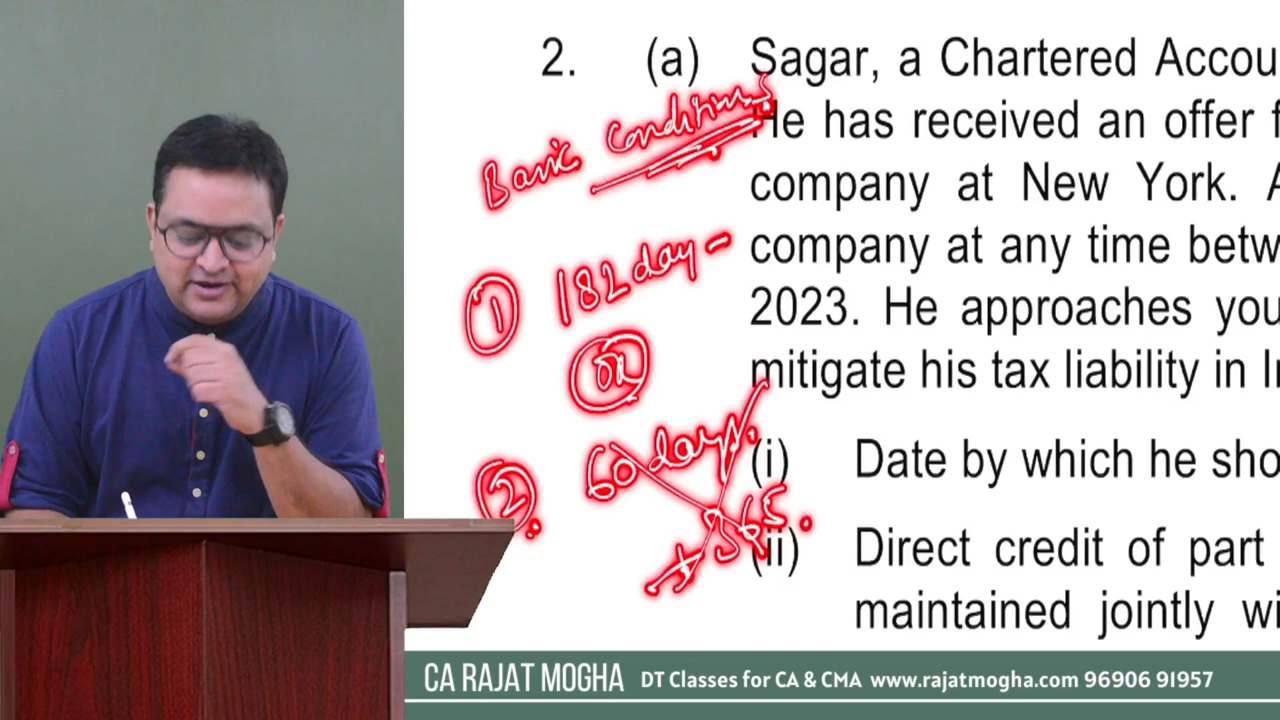 2. (a) Sagar, a Chartered Accou
He has received an offer f
company at New York. A
company at any time betw
2023. He approaches you
mitigate his tax liability in I
(i) Date by which he sho
(ii) Direct credit of part
maintained jointly wi
Basic Conditions
① 182 day -
OR
② 60 days.
+ 365.
CA RAJAT MOGHA DT Classes for CA & CMA www.rajatmogha.com 96906 91957